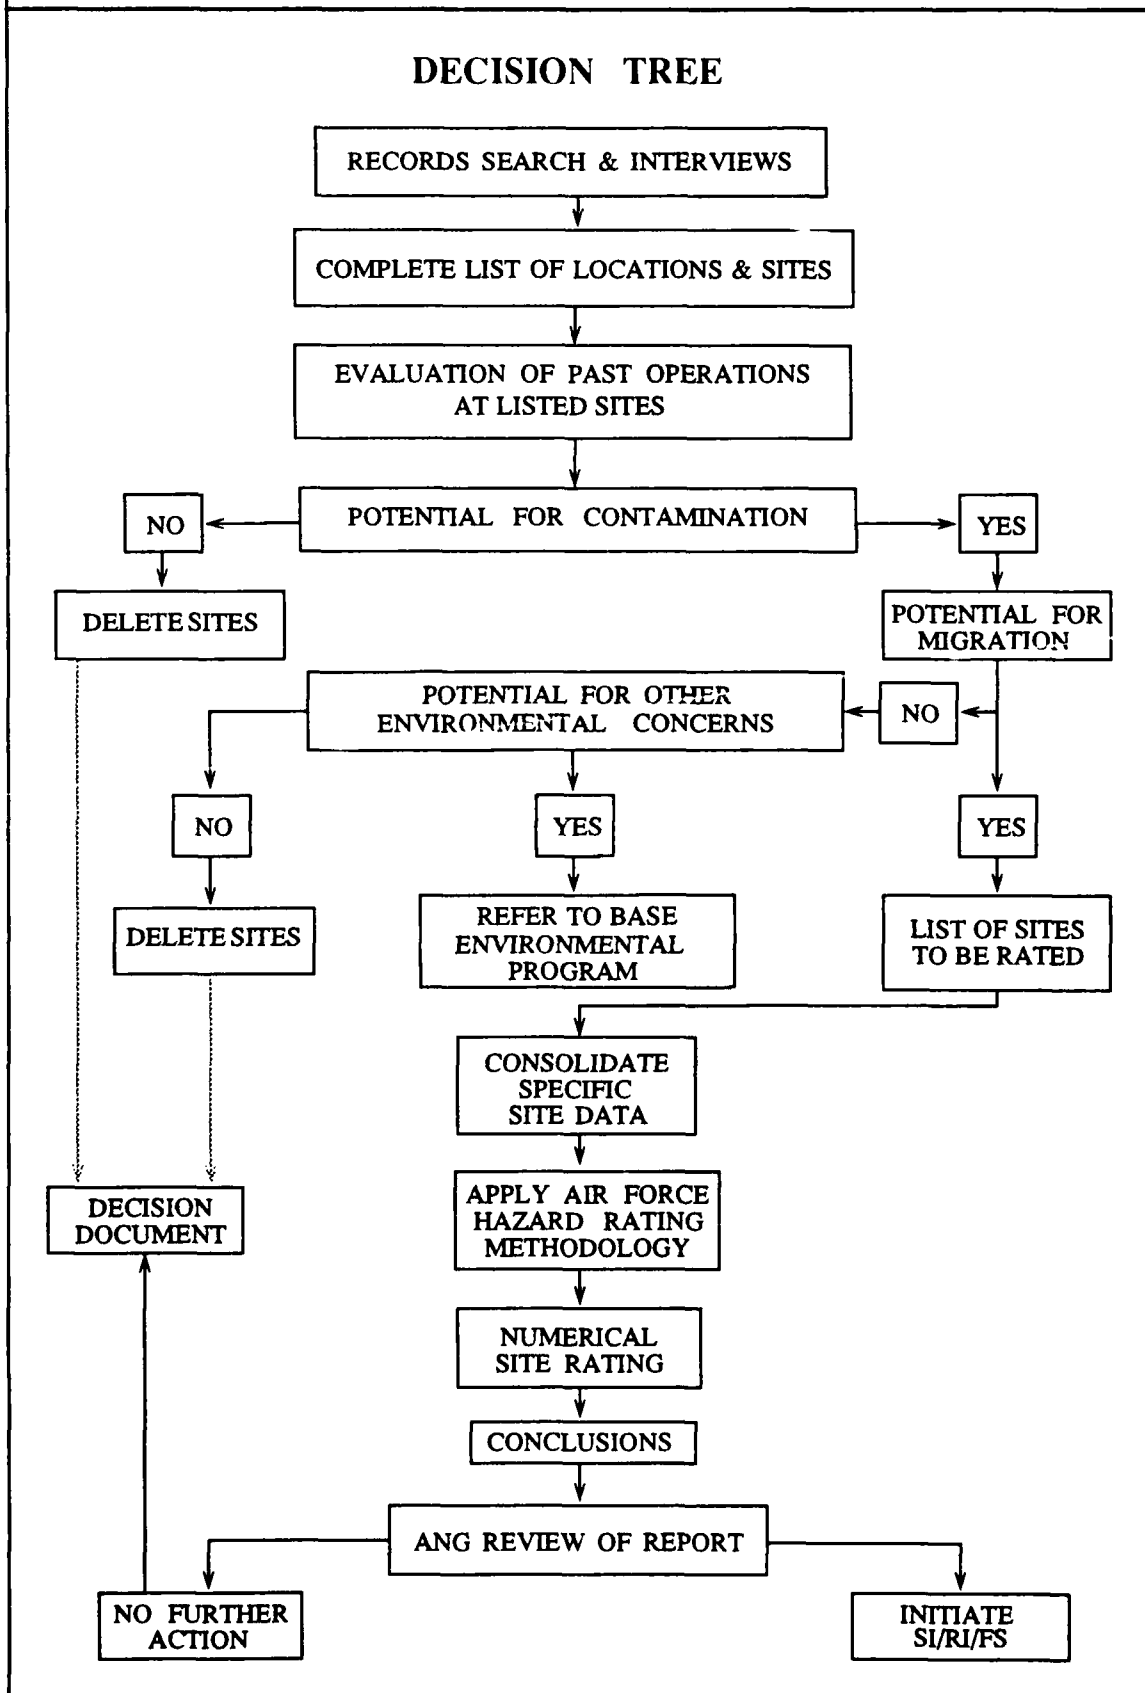 DECISION TREE
RECORDS SEARCH & INTERVIEWS
COMPLETE LIST OF LOCATIONS & SITES
EVALUATION OF PAST OPERATIONS
AT LISTED SITES
NO
POTENTIAL FOR CONTAMINATION
YES
DELETE SITES
POTENTIAL FOR
MIGRATION
POTENTIAL FOR OTHER
ENVIRONMENTAL CONCERNS
NO
NO
YES
YES
DELETE SITES
REFER TO BASE
ENVIRONMENTAL
PROGRAM
LIST OF SITES
TO BE RATED
CONSOLIDATE
SPECIFIC
SITE DATA
DECISION
DOCUMENT
APPLY AIR FORCE
HAZARD RATING
METHODOLOGY
NUMERICAL
SITE RATING
CONCLUSIONS
ANG REVIEW OF REPORT
NO FURTHER
ACTION
INITIATE
SI/RI/FS